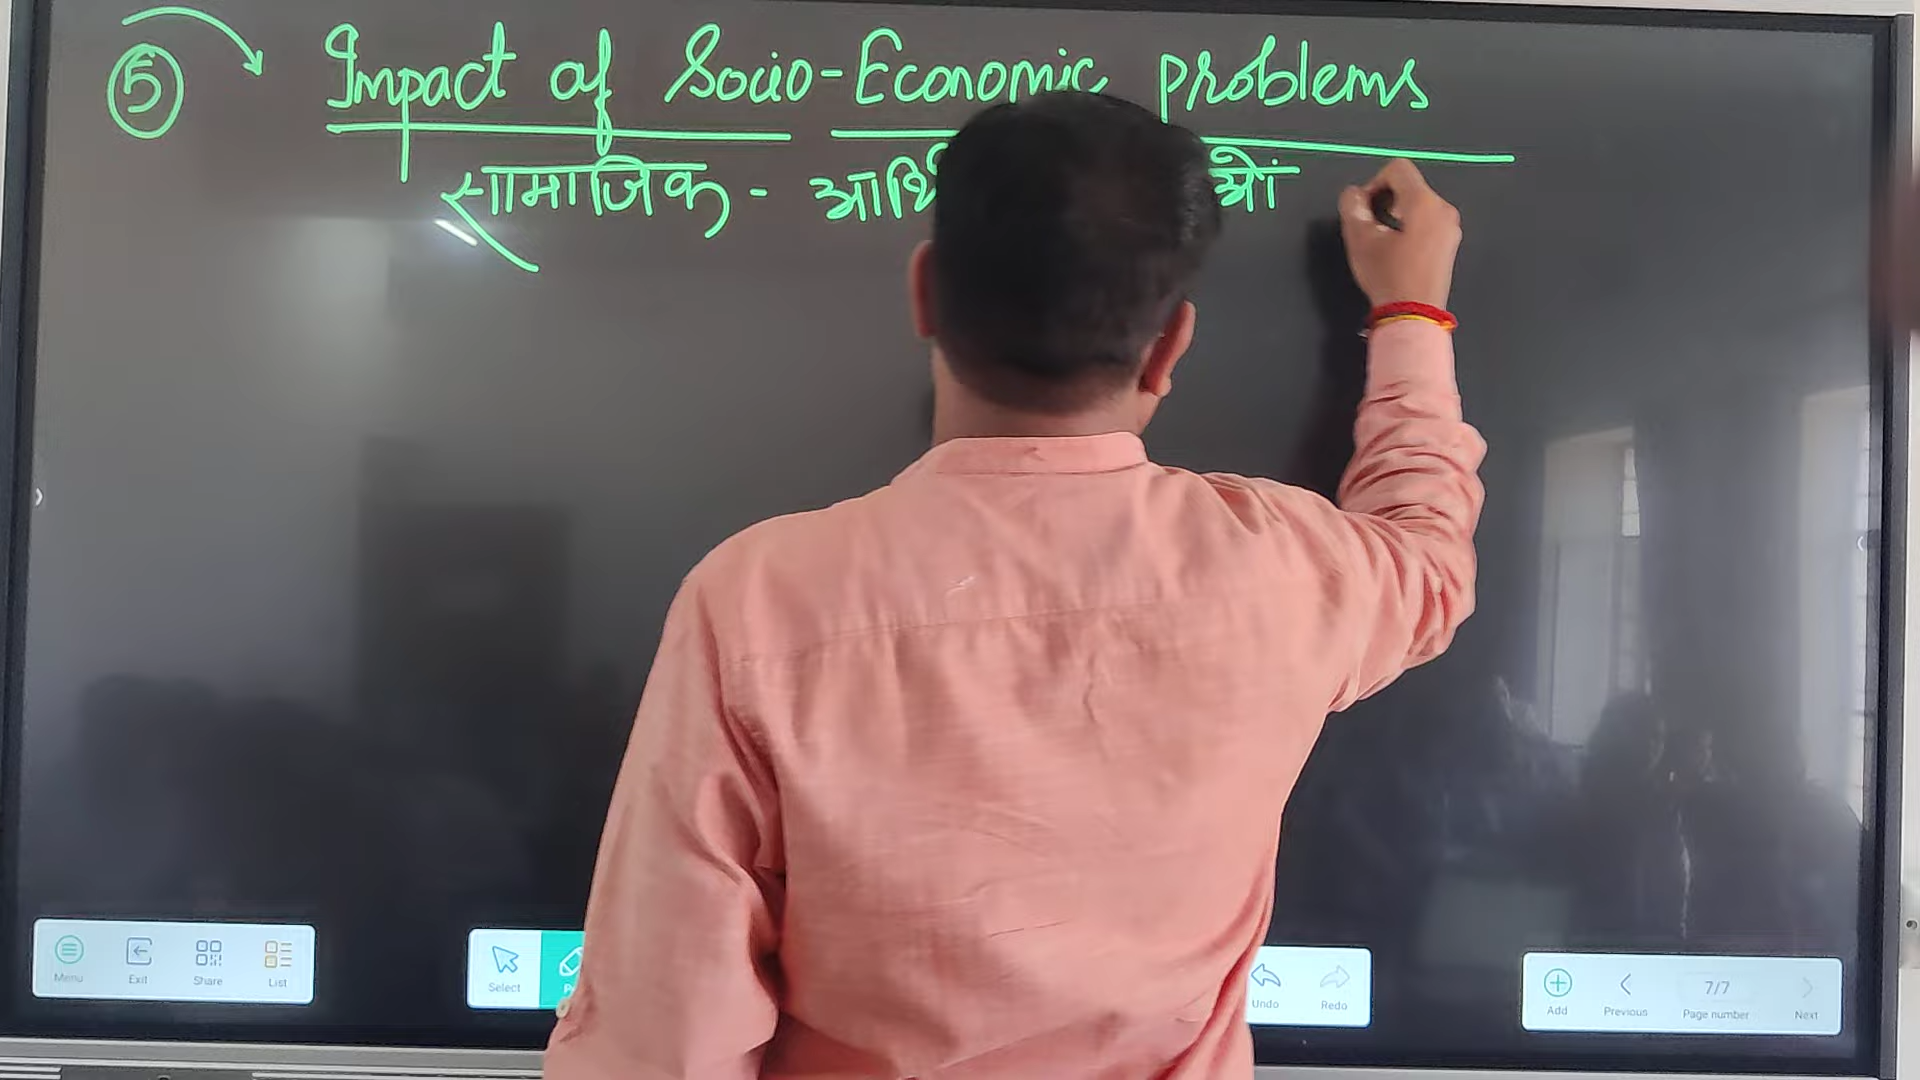 ⑤ Impact of Socio-Economic problems
सामाजिक - आर्थि ओं
Menu Exit Share List Select Undo Redo Add Previous 7/7 Page number Next